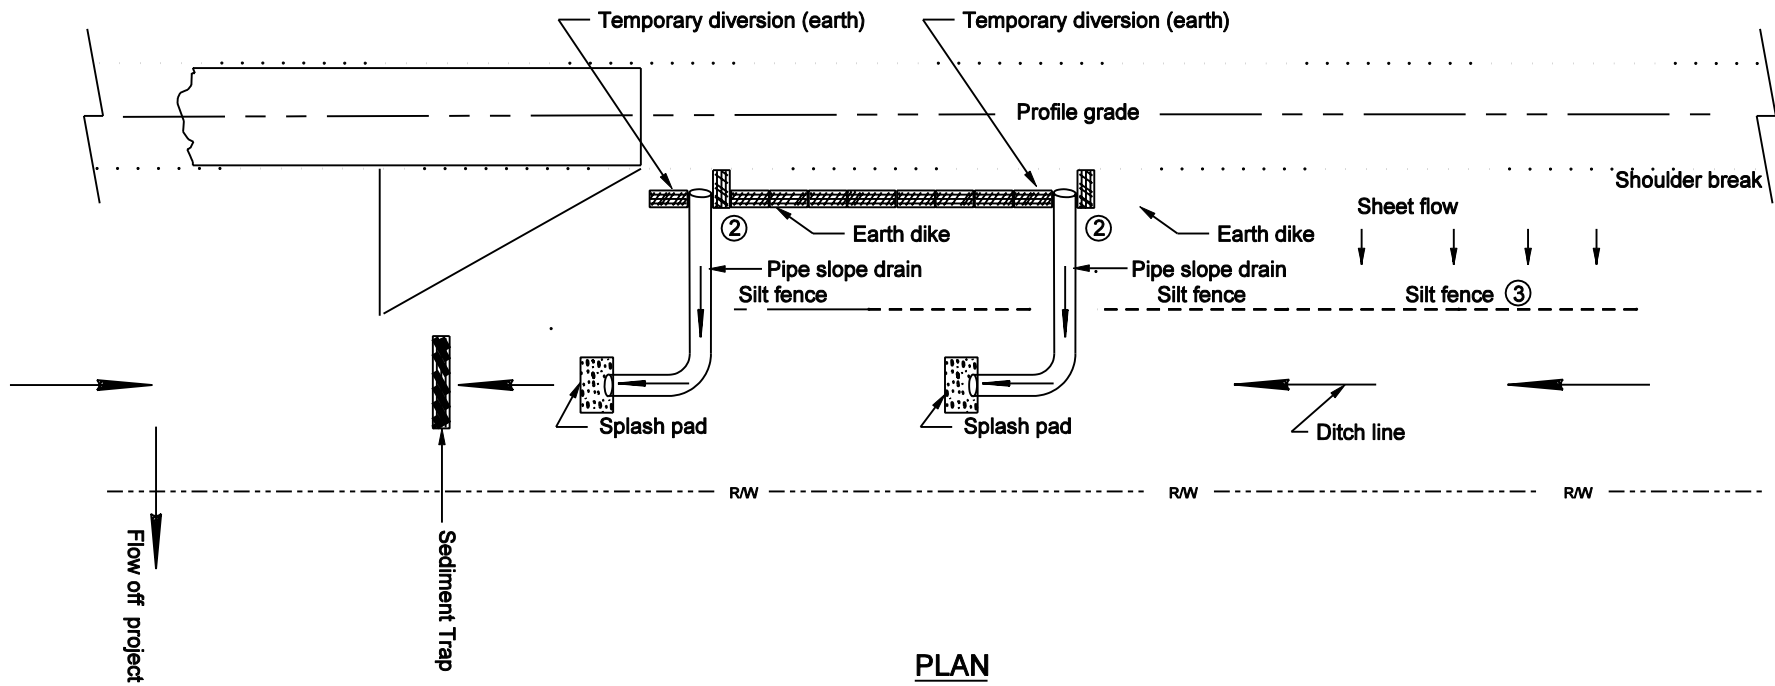 Temporary diversion (earth)
Temporary diversion (earth)
Profile grade
Shoulder break
Sheet flow
2
Earth dike
2
Earth dike
Pipe slope drain
Pipe slope drain
Silt fence
Silt fence
Silt fence 3
Splash pad
Splash pad
Ditch line
R/W
R/W
R/W
Flow off project
Sediment Trap
PLAN